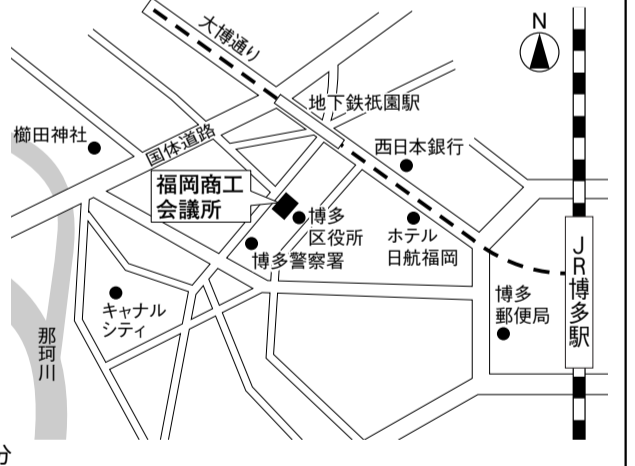 N
大博通り
地下鉄祇園駅
櫛田神社
国体道路
西日本銀行
福岡商工
会議所
博多
区役所
ホテル
日航福岡
博多警察署
JR博多駅
キャナル
シティ
博多
郵便局
那珂川
分